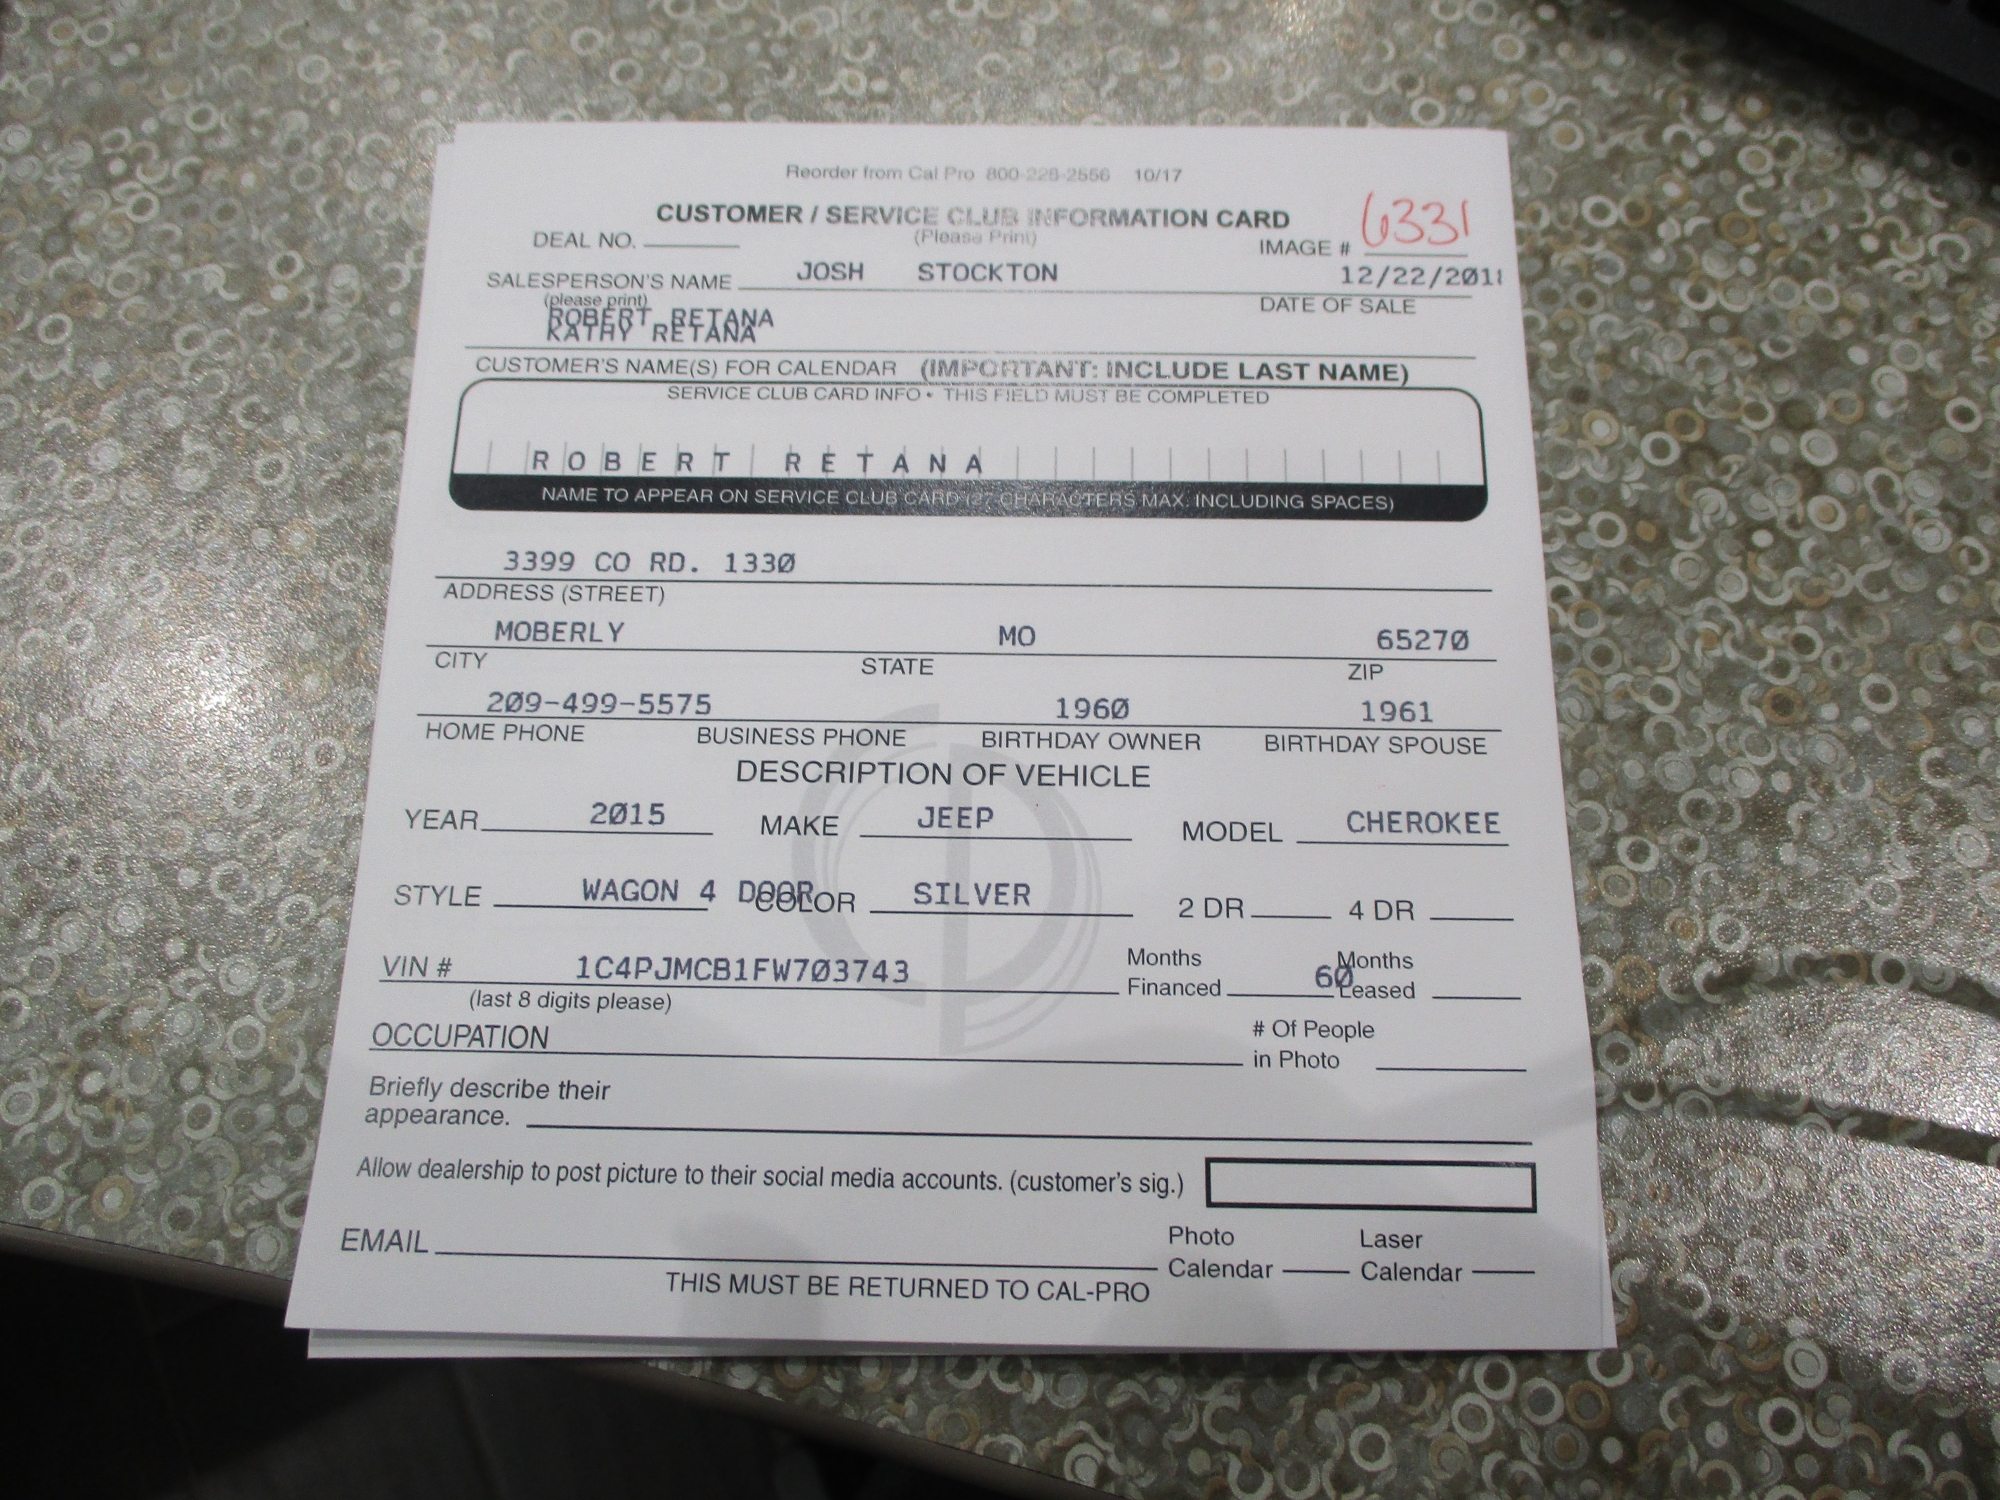 Reorder from Cal Pro 800-228-2556 10/17
CUSTOMER / SERVICE CLUB INFORMATION CARD
(Please Print)
DEAL NO.
IMAGE # 6331
SALESPERSON'S NAME JOSH STOCKTON 12/22/2018
(please print)
DATE OF SALE
ROBERT RETANA
KATHY RETANA
CUSTOMER'S NAME(S) FOR CALENDAR (IMPORTANT: INCLUDE LAST NAME)
SERVICE CLUB CARD INFO • THIS FIELD MUST BE COMPLETED
ROBERT RETANA
NAME TO APPEAR ON SERVICE CLUB CARD (27 CHARACTERS MAX. INCLUDING SPACES)
3399 CO RD. 1330
ADDRESS (STREET)
MOBERLY MO 65270
CITY STATE ZIP
209-499-5575 1960 1961
HOME PHONE BUSINESS PHONE BIRTHDAY OWNER BIRTHDAY SPOUSE
DESCRIPTION OF VEHICLE
YEAR 2015 MAKE JEEP MODEL CHEROKEE
STYLE WAGON 4 DOOR COLOR SILVER 2 DR 4 DR
VIN # 1C4PJMCB1FW703743 Months Financed 60 Months Leased
(last 8 digits please)
OCCUPATION # Of People in Photo
Briefly describe their
appearance.
Allow dealership to post picture to their social media accounts. (customer's sig.)
EMAIL Photo Calendar Laser Calendar
THIS MUST BE RETURNED TO CAL-PRO